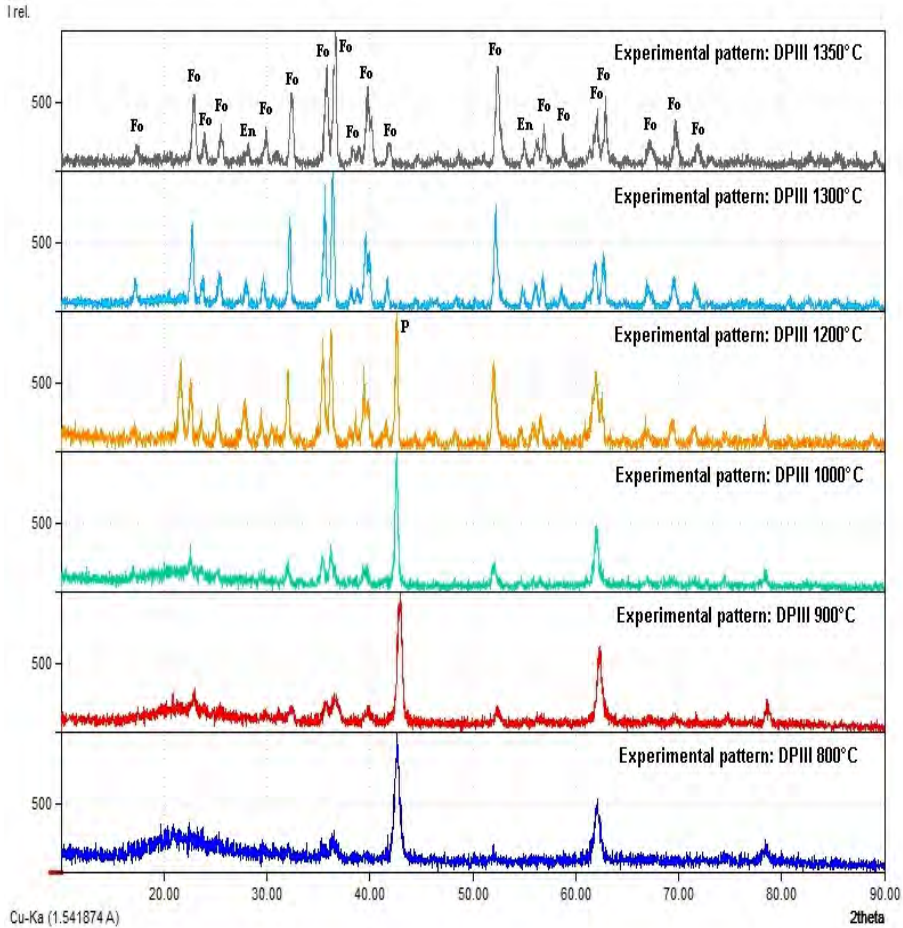 I rel.
Experimental pattern: DPIII 1350°C
500
Fo
Fo
Fo
Fo
En
Fo
Fo
Fo
Fo
Fo
Fo
Fo
Fo
En
Fo
Fo
Fo
Fo
Fo
Fo
Fo
Experimental pattern: DPIII 1300°C
500
Experimental pattern: DPIII 1200°C
P
500
Experimental pattern: DPIII 1000°C
500
Experimental pattern: DPIII 900°C
500
Experimental pattern: DPIII 800°C
500
20.00 30.00 40.00 50.00 60.00 70.00 80.00 90.00
Cu-Ka (1.541874 A) 2theta